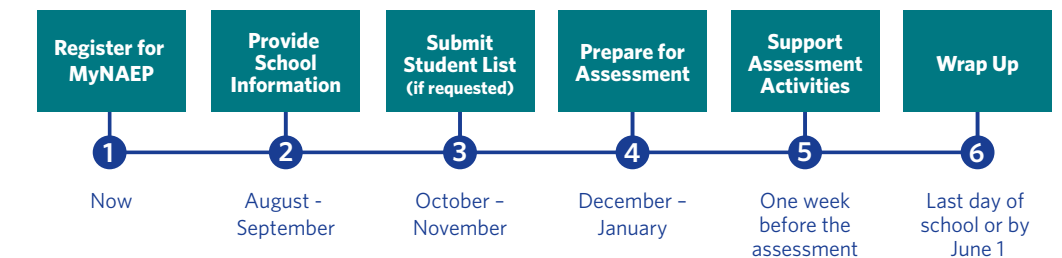 Register for
MyNAEP
Provide
School
Information
Submit
Student List
(if requested)
Prepare for
Assessment
Support
Assessment
Activities
Wrap Up
1
2
3
4
5
6
Now
August -
September
October –
November
December –
January
One week
before the
assessment
Last day of
school or by
June 1